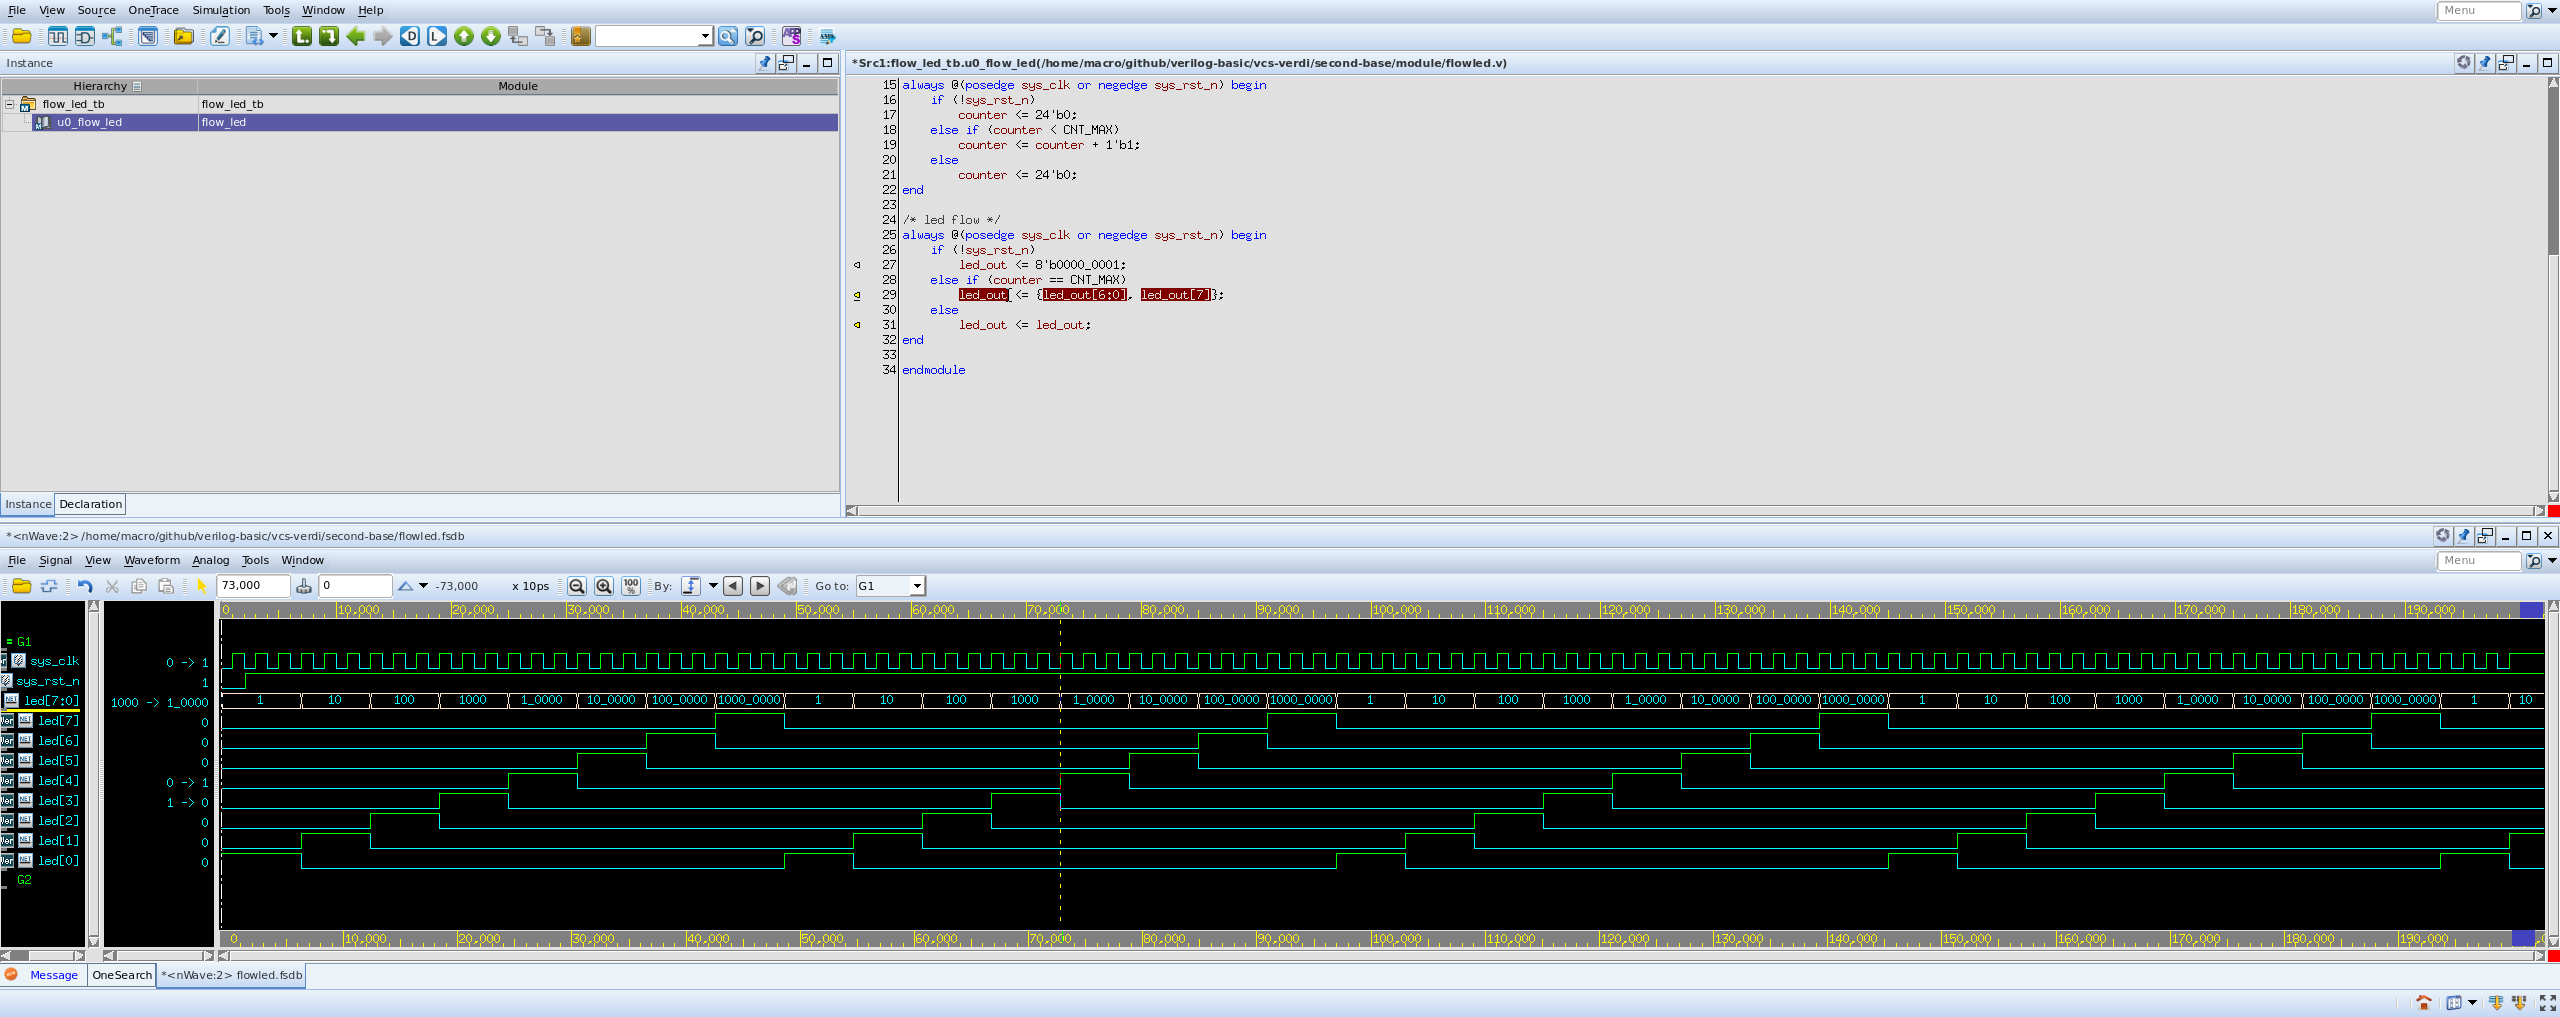 File View Source OneTrace Simulation Tools Window Help
Menu
Instance
*Src1:flow_led_tb.u0_flow_led(/home/macro/github/verilog-basic/vcs-verdi/second-base/module/flowled.v)
Hierarchy Module
flow_led_tb flow_led_tb
u0_flow_led flow_led
15 always @(posedge sys_clk or negedge sys_rst_n) begin
16 if (!sys_rst_n)
17 counter <= 24'b0;
18 else if (counter < CNT_MAX)
19 counter <= counter + 1'b1;
20 else
21 counter <= 24'b0;
22 end
23
24 /* led flow */
25 always @(posedge sys_clk or negedge sys_rst_n) begin
26 if (!sys_rst_n)
27 led_out <= 8'b0000_0001;
28 else if (counter == CNT_MAX)
29 led_out <= {led_out[6:0], led_out[7]};
30 else
31 led_out <= led_out;
32 end
33
34 endmodule
Instance Declaration
*<nWave:2> /home/macro/github/verilog-basic/vcs-verdi/second-base/flowled.fsdb
File Signal View Waveform Analog Tools Window
Menu
73,000 0 -73,000 x 10ps 100% By: Go to: G1
0 10,000 20,000 30,000 40,000 50,000 60,000 70,000 80,000 90,000 100,000 110,000 120,000 130,000 140,000 150,000 160,000 170,000 180,000 190,000
= G1
sys_clk 0 -> 1
sys_rst_n 1
led[7:0] 1000 -> 1_0000 1 10 100 1000 1_0000 10_0000 100_0000 1000_0000 1 10 100 1000 1_0000 10_0000 100_0000 1000_0000 1 10 100 1000 1_0000 10_0000 100_0000 1000_0000 1 10 100 1000 1_0000 10_0000 100_0000 1000_0000 1 10
led[7] 0
led[6] 0
led[5] 0
led[4] 0 -> 1
led[3] 1 -> 0
led[2] 0
led[1] 0
led[0] 0
G2
0 10,000 20,000 30,000 40,000 50,000 60,000 70,000 80,000 90,000 100,000 110,000 120,000 130,000 140,000 150,000 160,000 170,000 180,000 190,000
Message OneSearch *<nWave:2> flowled.fsdb